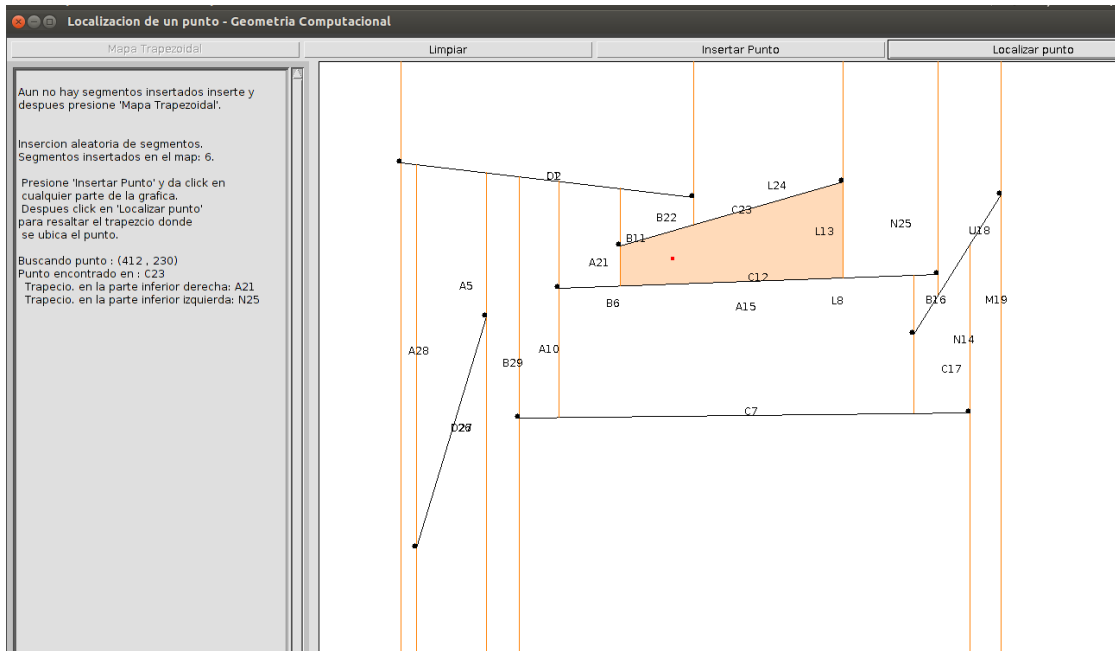 Localizacion de un punto - Geometria Computacional
Mapa Trapezoidal
Limpiar
Insertar Punto
Localizar punto
Aun no hay segmentos insertados inserte y
despues presione 'Mapa Trapezoidal'.
Insercion aleatoria de segmentos.
Segmentos insertados en el map: 6.
Presione 'Insertar Punto' y da click en
cualquier parte de la grafica.
Despues click en 'Localizar punto'
para resaltar el trapezcio donde
se ubica el punto.
Buscando punto : (412 , 230)
Punto encontrado en : C23
Trapecio. en la parte inferior derecha: A21
Trapecio. en la parte inferior izquierda: N25
L24
C23
B22
N25
L13
U18
B11
A21
C12
A5
B6
A15
L8
B16
M19
A28
A10
B29
N14
C17
C7